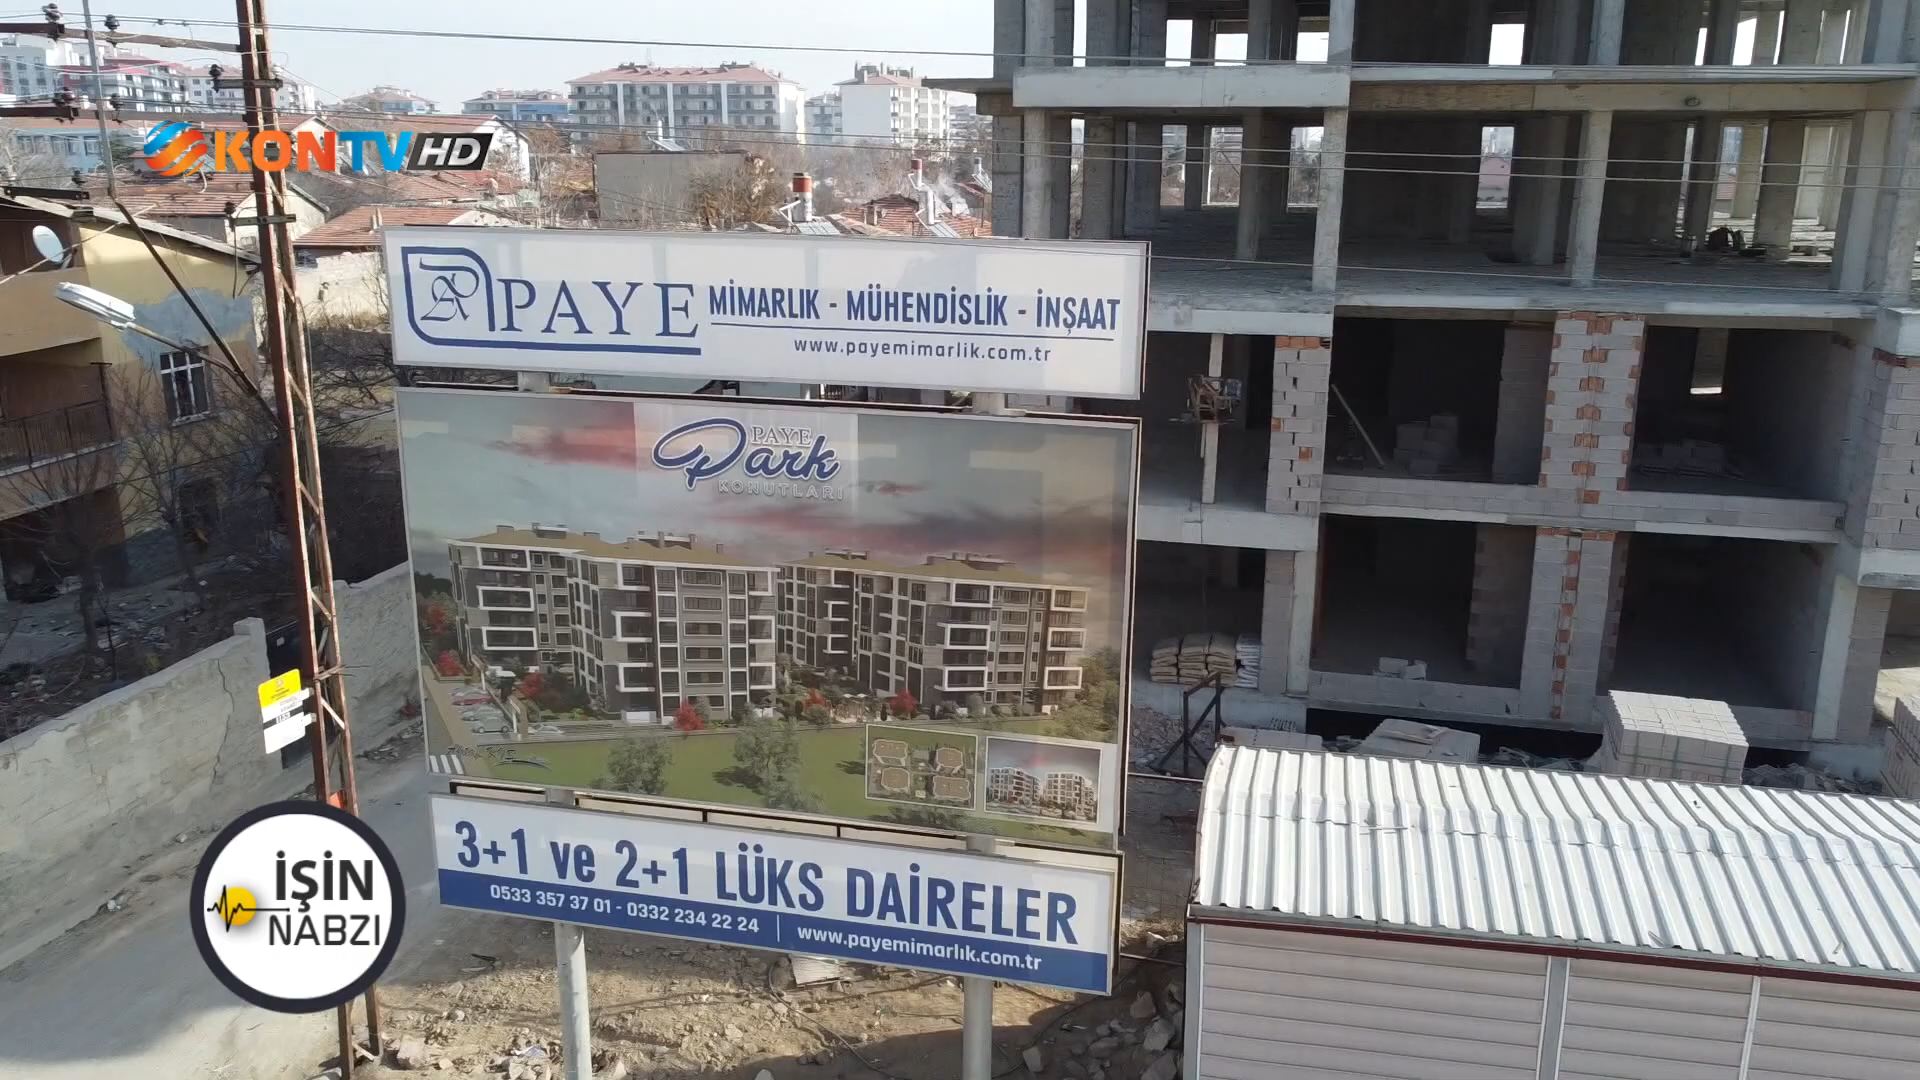 KONTV HD
PAYE
MİMARLIK - MÜHENDİSLİK - İNŞAAT
www.payemimarlik.com.tr
PAYE
Park
KONUTLARI
3+1 ve 2+1 LÜKS DAİRELER
0533 357 37 01 - 0332 234 22 24 | www.payemimarlık.com.tr
İŞİN
NABZI